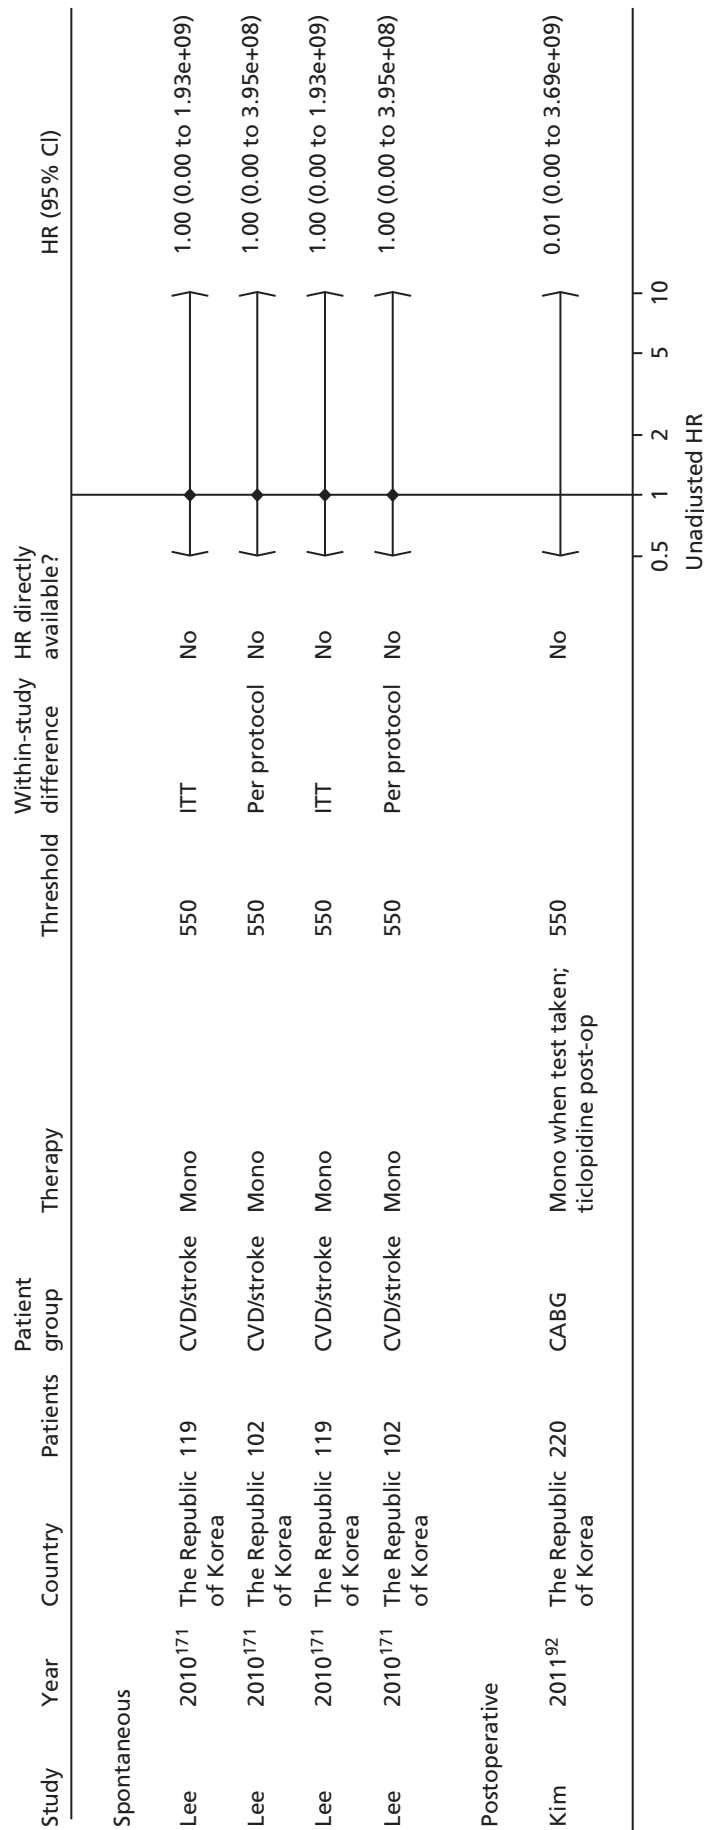 Study Year Country Patients Patient group Therapy Threshold Within-study difference HR directly available? HR (95% CI)
Spontaneous
Lee 2010171 The Republic of Korea 119 CVD/stroke Mono 550 ITT No 1.00 (0.00 to 1.93e+09)
Lee 2010171 The Republic of Korea 102 CVD/stroke Mono 550 Per protocol No 1.00 (0.00 to 3.95e+08)
Lee 2010171 The Republic of Korea 119 CVD/stroke Mono 550 ITT No 1.00 (0.00 to 1.93e+09)
Lee 2010171 The Republic of Korea 102 CVD/stroke Mono 550 Per protocol No 1.00 (0.00 to 3.95e+08)
Postoperative
Kim 201192 The Republic of Korea 220 CABG Mono when test taken; ticlopidine post-op 550 No 0.01 (0.00 to 3.69e+09)
0.5 1 2 5 10
Unadjusted HR